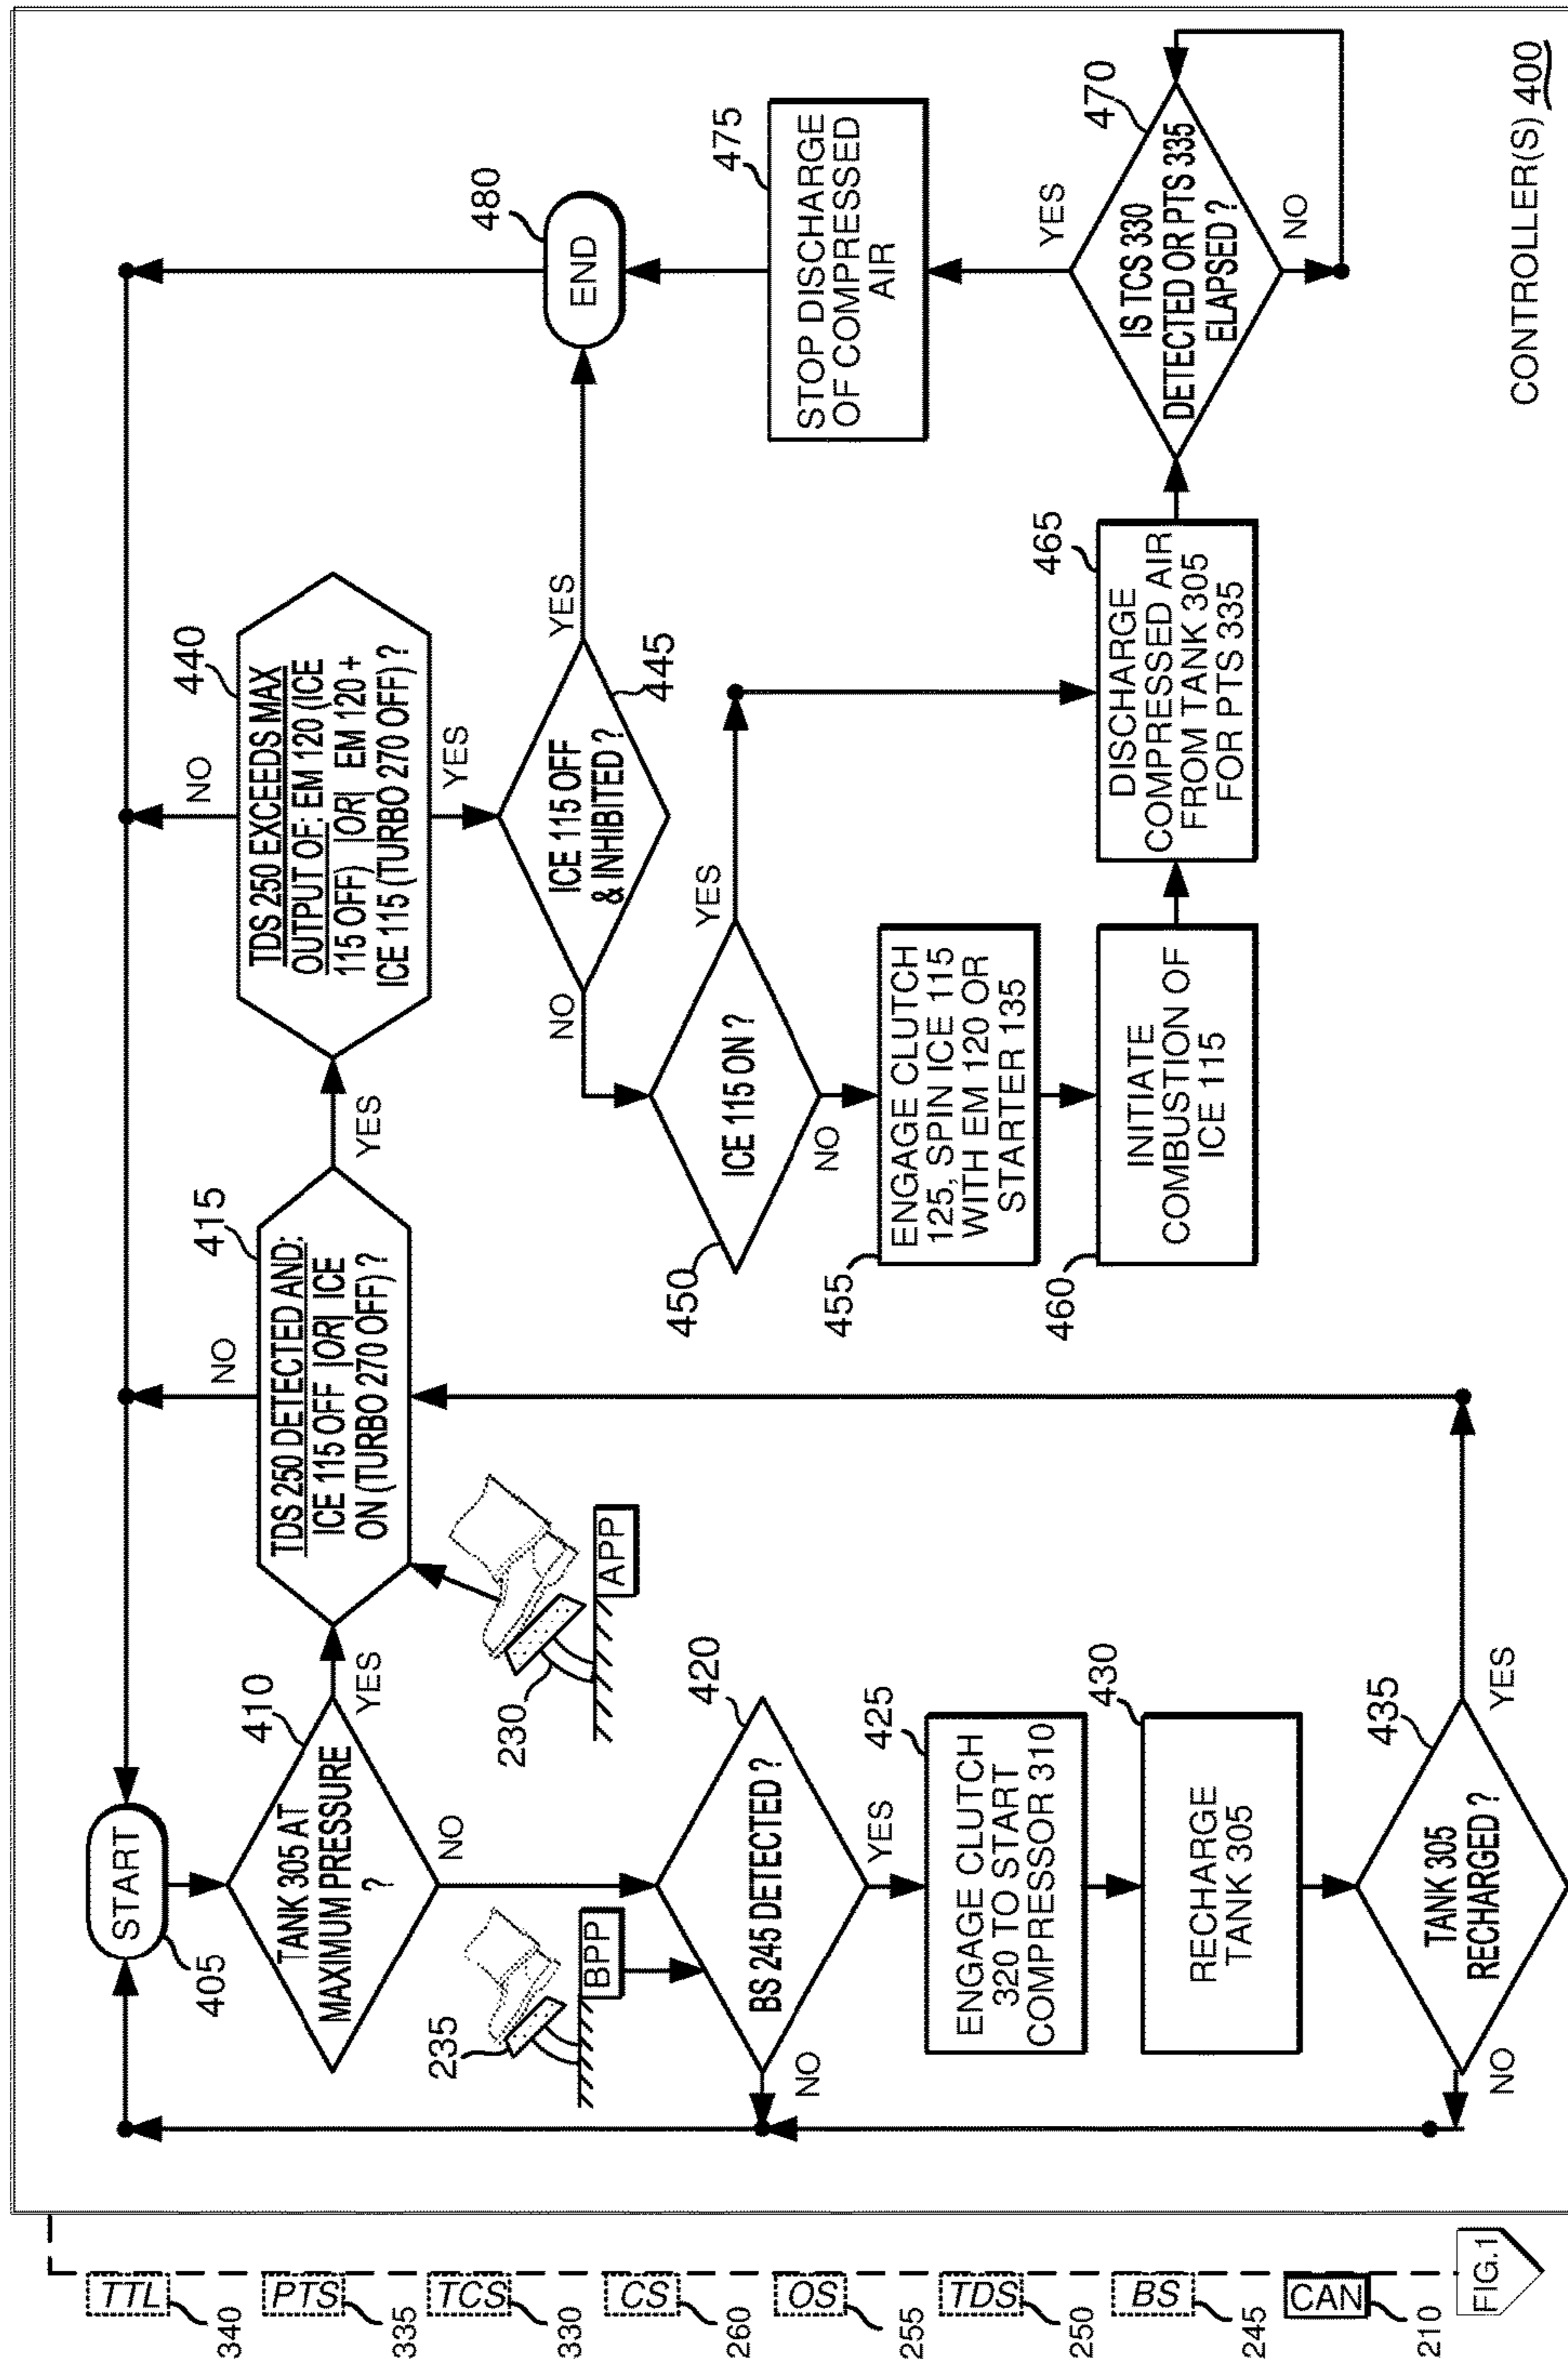 START
405
TANK 305 AT
MAXIMUM PRESSURE
?
410
YES
NO
TDS 250 DETECTED AND:
ICE 115 OFF |OR| ICE
ON (TURBO 270 OFF) ?
415
NO
YES
TDS 250 EXCEEDS MAX
OUTPUT OF: EM 120 (ICE
115 OFF) |OR| EM 120 +
ICE 115 (TURBO 270 OFF) ?
440
NO
YES
235
BPP
230
APP
BS 245 DETECTED ?
420
NO
YES
ENGAGE CLUTCH
320 TO START
COMPRESSOR 310
425
RECHARGE
TANK 305
430
TANK 305
RECHARGED ?
435
NO
YES
ICE 115 OFF
& INHIBITED ?
445
NO
YES
ICE 115 ON ?
450
YES
NO
ENGAGE CLUTCH
125, SPIN ICE 115
WITH EM 120 OR
STARTER 135
455
INITIATE
COMBUSTION OF
ICE 115
460
DISCHARGE
COMPRESSED AIR
FROM TANK 305
FOR PTS 335
465
IS TCS 330
DETECTED OR PTS 335
ELAPSED ?
470
YES
NO
STOP DISCHARGE
OF COMPRESSED
AIR
475
END
480
CONTROLLER(S) 400
TTL
340
PTS
335
TCS
330
CS
260
OS
255
TDS
250
BS
245
CAN
210
FIG.1